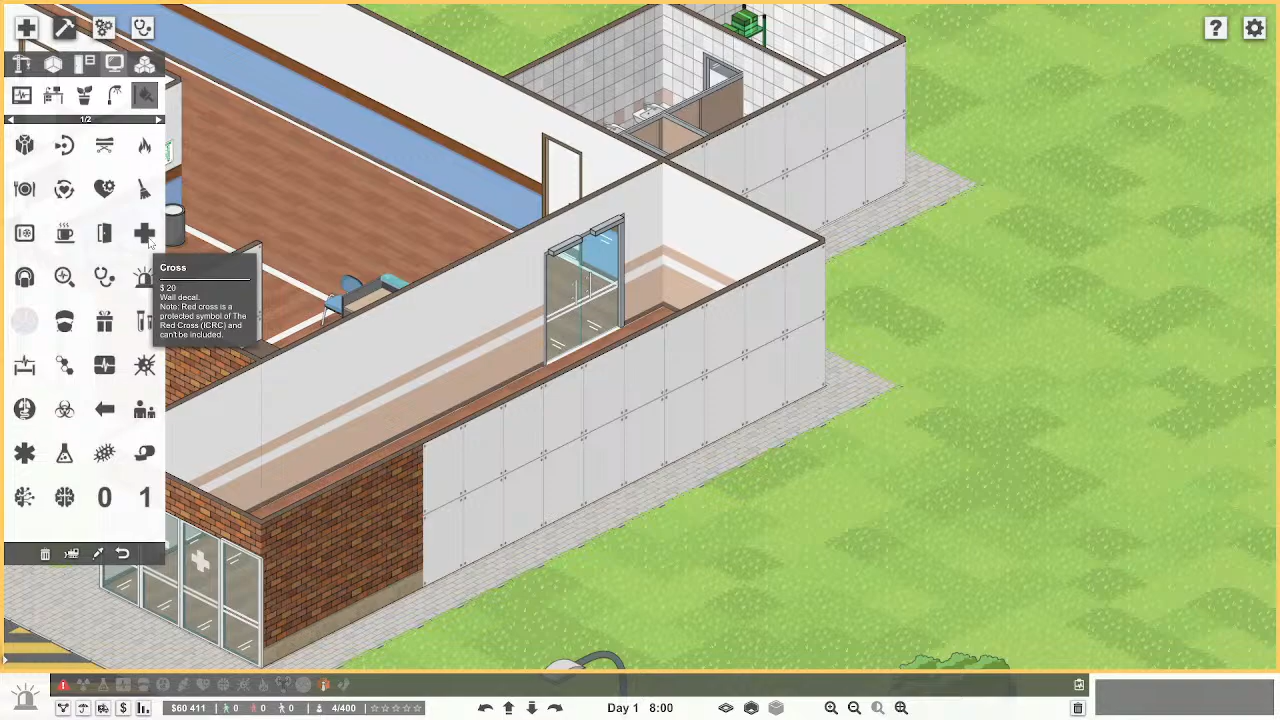 ?
1/2
Cross
$ 20
Wall decal.
Note: Red cross is a
protected symbol of The
Red Cross (ICRC) and
can't be included.
0 1
$60 411 0 0 0 4/400
Day 1 8:00